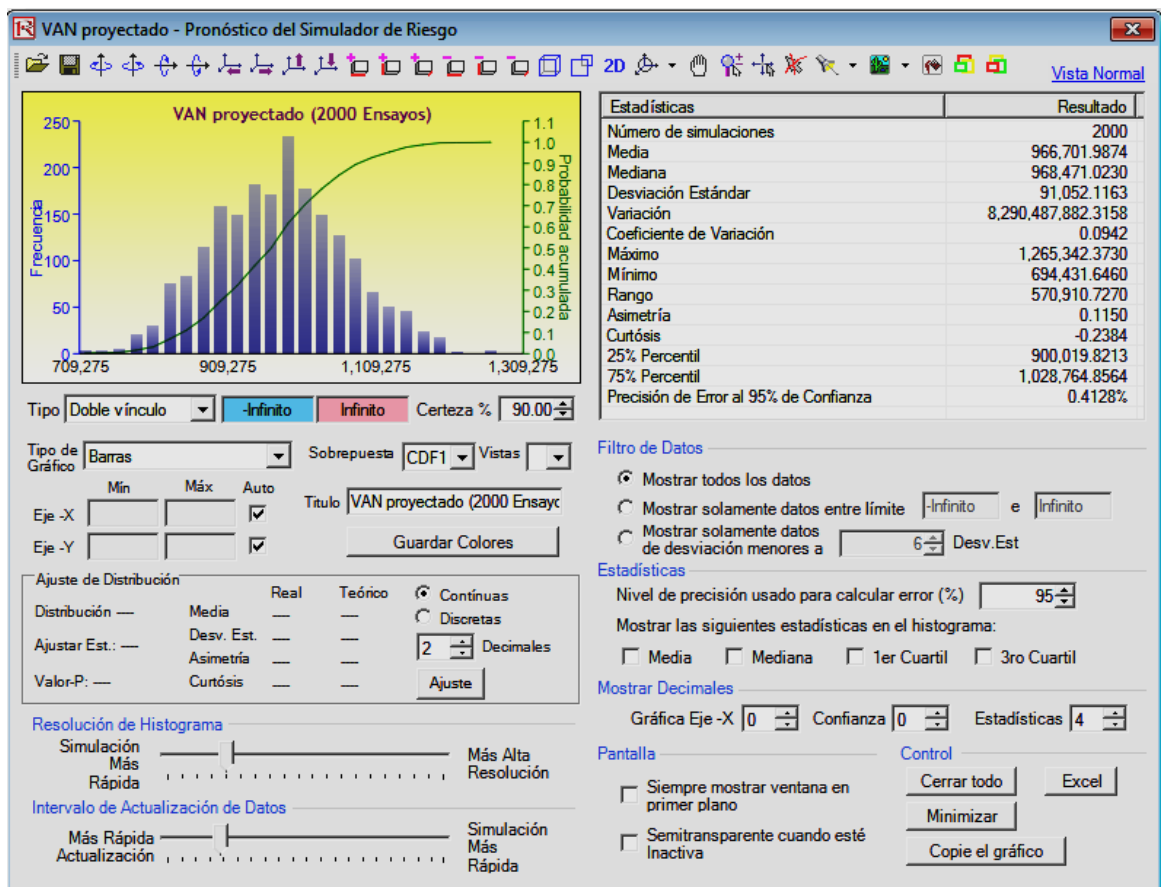 VAN proyectado - Pronóstico del Simulador de Riesgo
2D
Vista Normal
VAN proyectado (2000 Ensayos)
Frecuencia
250
200
150
100
50
0
1.1
1.0
0.9
0.8
0.7
0.6
0.5
0.4
0.3
0.2
0.1
0.0
Probabilidad acumulada
709,275 909,275 1,109,275 1,309,275
Estadísticas Resultado
Número de simulaciones 2000
Media 966,701.9874
Mediana 968,471.0230
Desviación Estándar 91,052.1163
Variación 8,290,487,882.3158
Coeficiente de Variación 0.0942
Máximo 1,265,342.3730
Mínimo 694,431.6460
Rango 570,910.7270
Asimetría 0.1150
Curtósis -0.2384
25% Percentil 900,019.8213
75% Percentil 1,028,764.8564
Precisión de Error al 95% de Confianza 0.4128%
Tipo Doble vínculo -Infinito Infinito Certeza % 90.00
Tipo de Gráfico Barras Sobrepuesta CDF1 Vistas
Mín Máx Auto
Eje -X
Eje -Y
Titulo VAN proyectado (2000 Ensayo
Guardar Colores
Ajuste de Distribución
Real Teórico
Distribución ---- Media ---- ----
Ajustar Est.: ---- Desv. Est. ---- ----
Asimetría ---- ----
Valor-P: ---- Curtósis ---- ----
Contínuas
Discretas
2 Decimales
Ajuste
Resolución de Histograma
Simulación Más Rápida
Más Alta Resolución
Intervalo de Actualización de Datos
Más Rápida Actualización
Simulación Más Rápida
Filtro de Datos
Mostrar todos los datos
Mostrar solamente datos entre límite -Infinito e Infinito
Mostrar solamente datos
de desviación menores a 6 Desv.Est
Estadísticas
Nivel de precisión usado para calcular error (%) 95
Mostrar las siguientes estadísticas en el histograma:
Media Mediana 1er Cuartil 3ro Cuartil
Mostrar Decimales
Gráfica Eje -X 0 Confianza 0 Estadísticas 4
Pantalla
Siempre mostrar ventana en
primer plano
Semitransparente cuando esté
Inactiva
Control
Cerrar todo Excel
Minimizar
Copie el gráfico